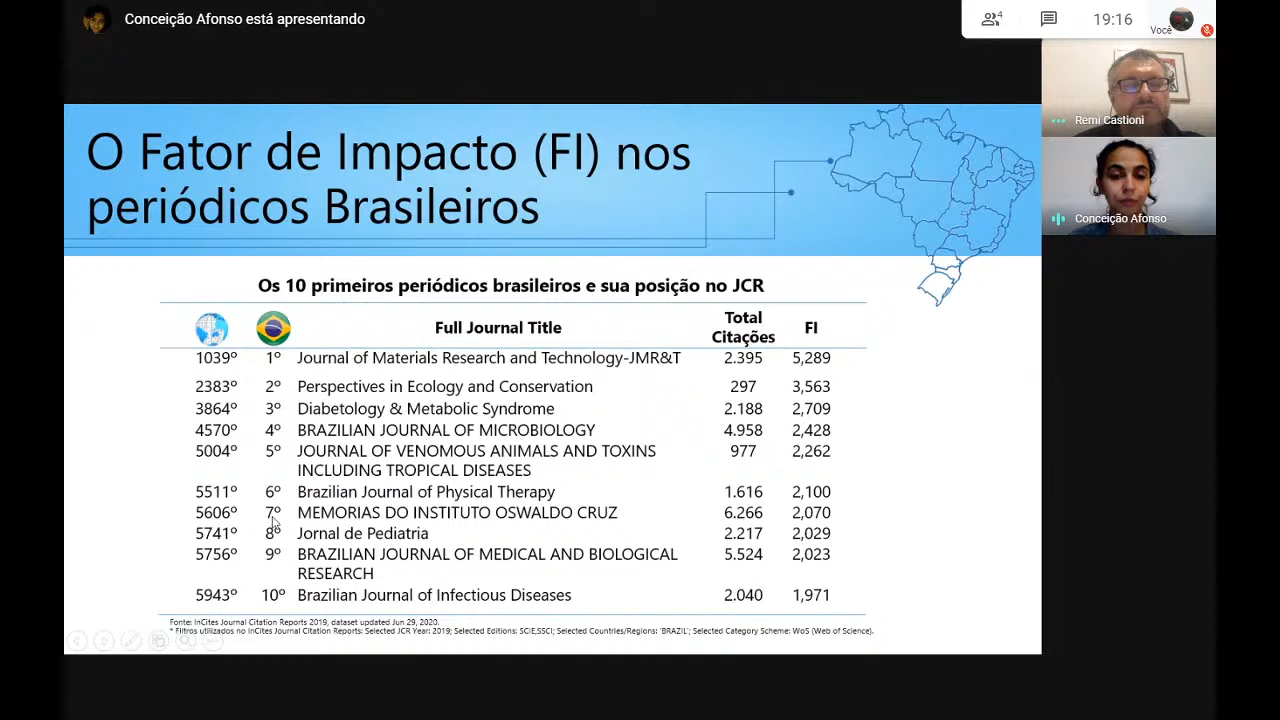 Conceição Afonso está apresentando
4
19:16
Você
Remi Castioni
Conceição Afonso
O Fator de Impacto (FI) nos
periódicos Brasileiros
Os 10 primeiros periódicos brasileiros e sua posição no JCR
Full Journal Title Total Citações FI
1039º 1º Journal of Materials Research and Technology-JMR&T 2.395 5,289
2383º 2º Perspectives in Ecology and Conservation 297 3,563
3864º 3º Diabetology & Metabolic Syndrome 2.188 2,709
4570º 4º BRAZILIAN JOURNAL OF MICROBIOLOGY 4.958 2,428
5004º 5º JOURNAL OF VENOMOUS ANIMALS AND TOXINS 977 2,262
INCLUDING TROPICAL DISEASES
5511º 6º Brazilian Journal of Physical Therapy 1.616 2,100
5606º 7º MEMORIAS DO INSTITUTO OSWALDO CRUZ 6.266 2,070
5741º 8º Jornal de Pediatria 2.217 2,029
5756º 9º BRAZILIAN JOURNAL OF MEDICAL AND BIOLOGICAL 5.524 2,023
RESEARCH
5943º 10º Brazilian Journal of Infectious Diseases 2.040 1,971
Fonte: InCites Journal Citation Reports 2019, dataset updated Jun 29, 2020.
* Filtros utilizados no InCites Journal Citation Reports: Selected JCR Year: 2019; Selected Editions: SCIE,SSCI; Selected Countries/Regions: 'BRAZIL'; Selected Category Scheme: WoS (Web of Science).